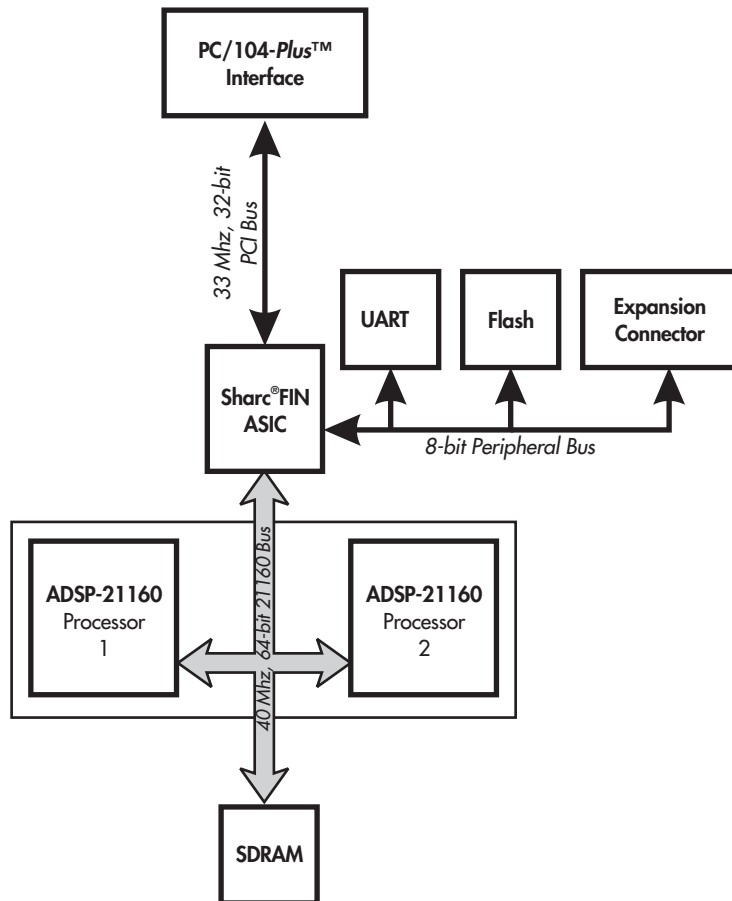 PC/104-Plus™
Interface
33 Mhz, 32-bit
PCI Bus
UART
Flash
Expansion
Connector
Sharc®FIN
ASIC
8-bit Peripheral Bus
ADSP-21160
Processor
1
40 Mhz, 64-bit 21160 Bus
ADSP-21160
Processor
2
SDRAM